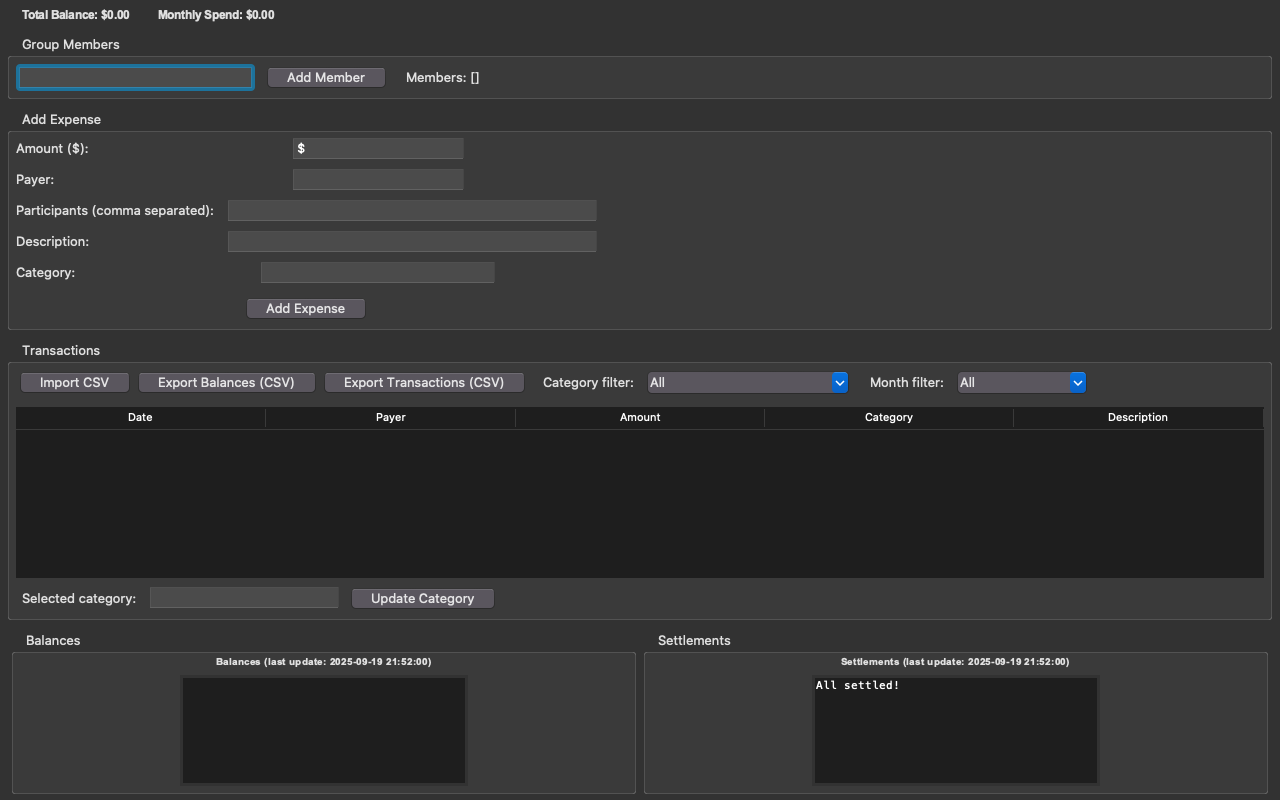 Total Balance: $0.00 Monthly Spend: $0.00
Group Members
Add Member Members: []
Add Expense
Amount ($): $
Payer:
Participants (comma separated):
Description:
Category:
Add Expense
Transactions
Import CSV Export Balances (CSV) Export Transactions (CSV) Category filter: All Month filter: All
Date Payer Amount Category Description
Selected category: Update Category
Balances Settlements
Balances (last update: 2025-09-19 21:52:00) Settlements (last update: 2025-09-19 21:52:00)
All settled!